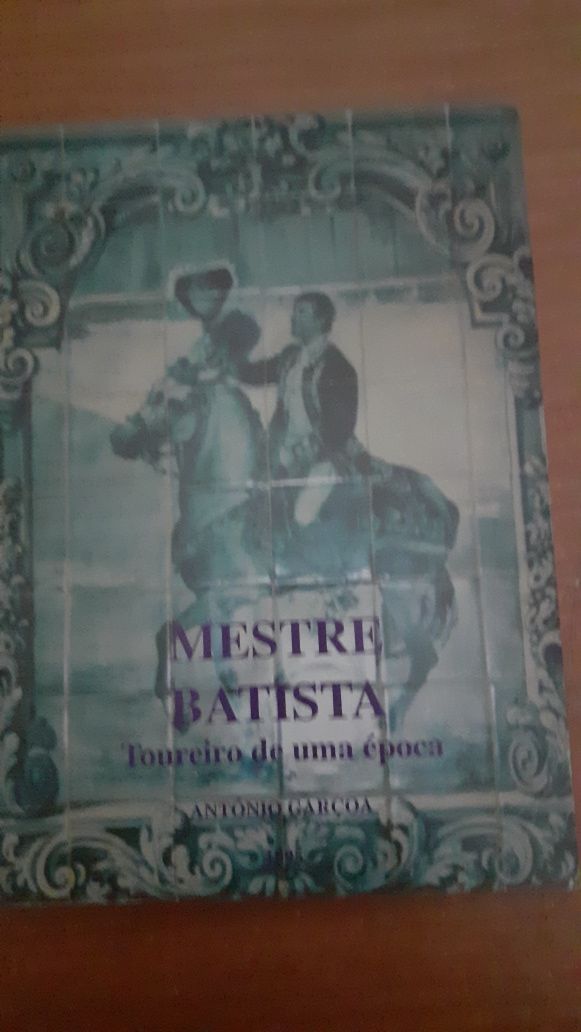 MESTRE
BATISTA
Toureiro de uma época
ANTÓNIO GARÇOA